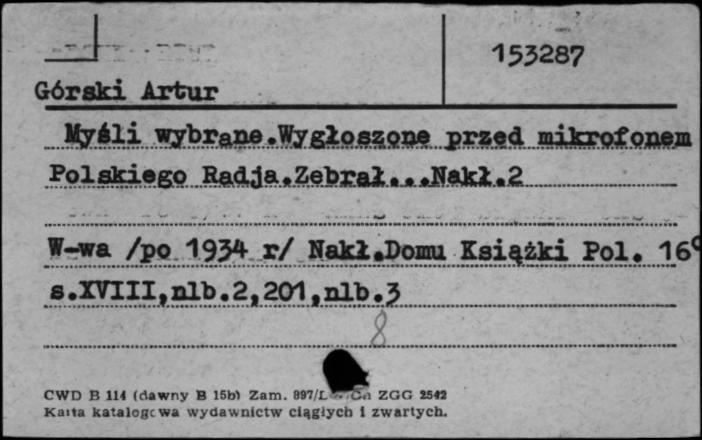 153287
Górski Artur
Myśli wybrane.Wygłoszone przed mikrofonem
Polskiego Radja.Zebrał...Nakł.2
W-wa /po 1934 r/ Nakł.Domu Książki Pol. 16°
s.XVIII,nlb.2,201,nlb.3
8
CWD B 114 (dawny B 15b) Zam. 897/L ZGG 2542
Karta katalogowa wydawnictw ciągłych i zwartych.